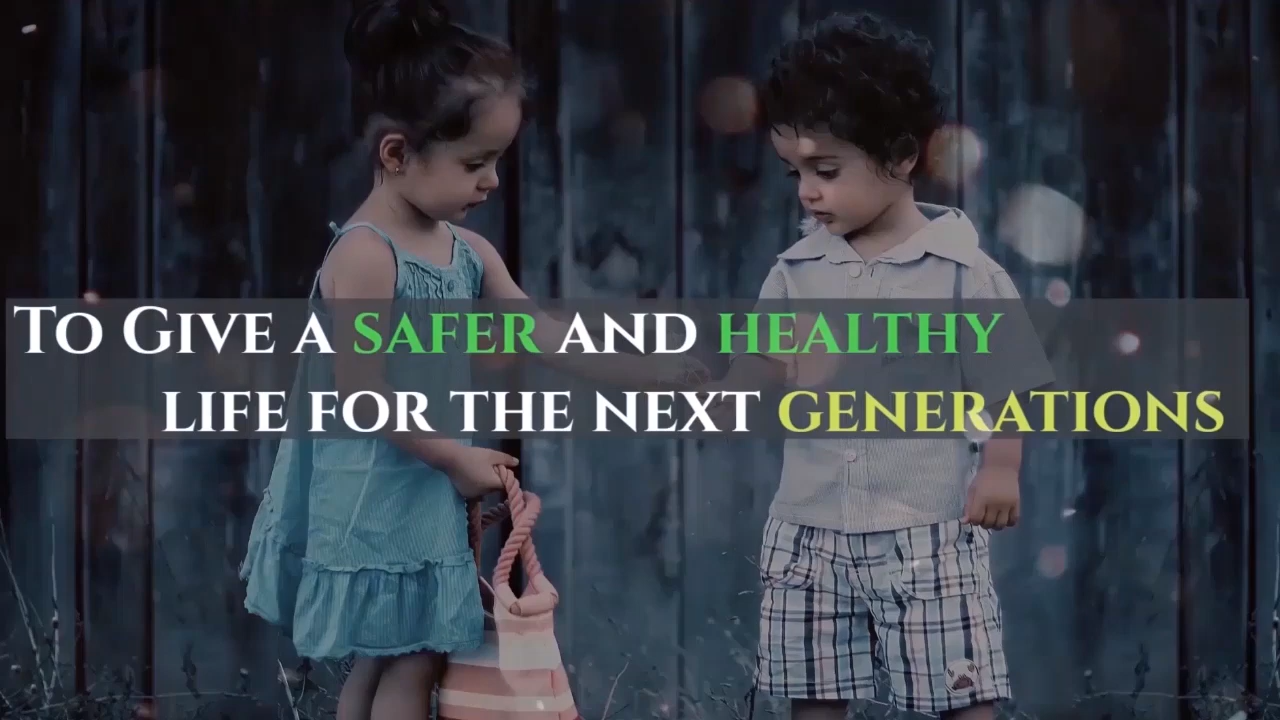 To Give a safer and healthy
life for the next generations